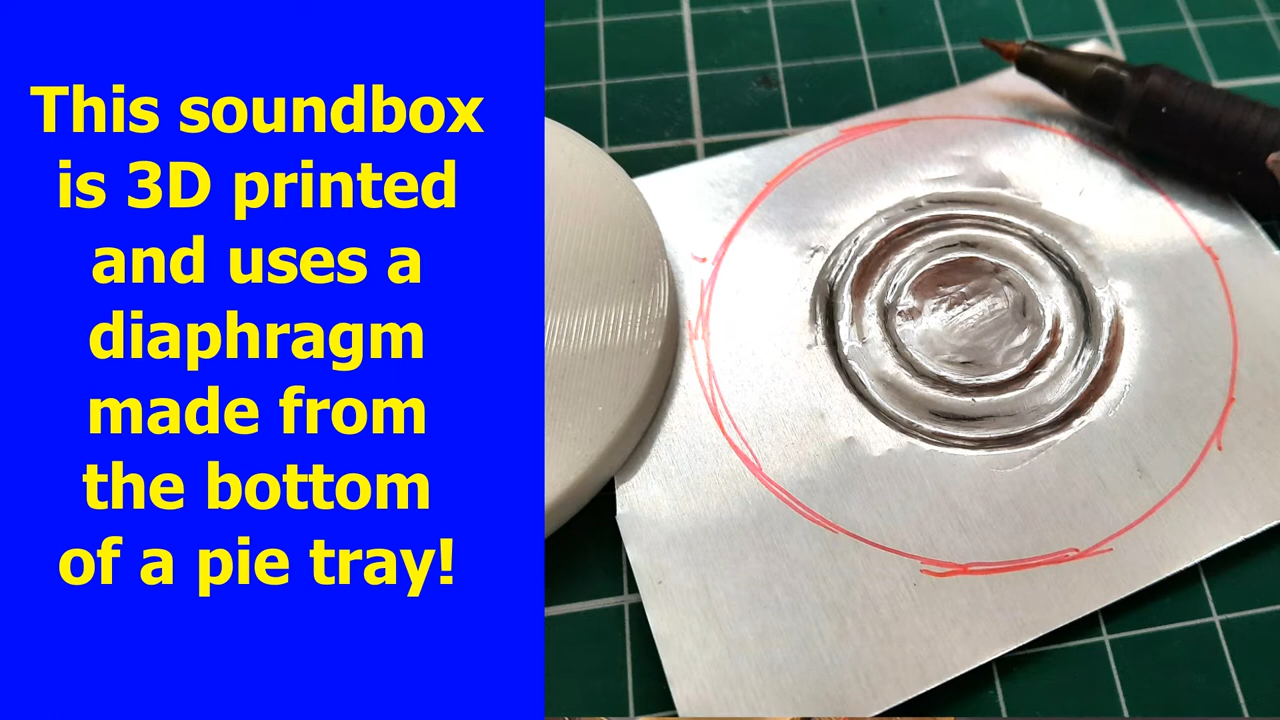 This soundbox
is 3D printed
and uses a
diaphragm
made from
the bottom
of a pie tray!